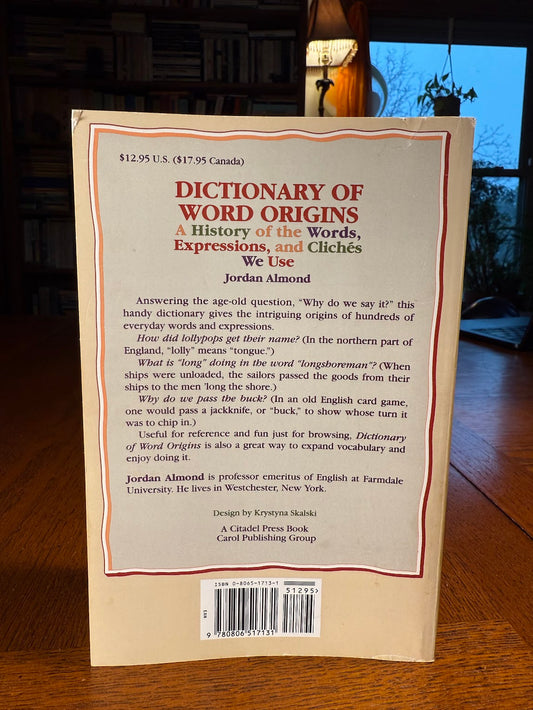 $12.95 U.S. ($17.95 Canada)
DICTIONARY OF
WORD ORIGINS
A History of the Words,
Expressions, and Clichés
We Use
Jordan Almond
Answering the age-old question, “Why do we say it?” this
handy dictionary gives the intriguing origins of hundreds of
everyday words and expressions.
How did lollypops get their name? (In the northern part of
England, “lolly” means “tongue.”)
What is “long” doing in the word “longshoreman”? (When
ships were unloaded, the sailors passed the goods from their
ships to the men ’long the shore.)
Why do we pass the buck? (In an old English card game,
one would pass a jackknife, or “buck,” to show whose turn it
was to chip in.)
Useful for reference and fun just for browsing, Dictionary
of Word Origins is also a great way to expand vocabulary and
enjoy doing it.
Jordan Almond is professor emeritus of English at Farmdale
University. He lives in Westchester, New York.
Design by Krystyna Skalski
A Citadel Press Book
Carol Publishing Group
ISBN 0-8065-1713-1
51295>
EAN
9 780806 517131